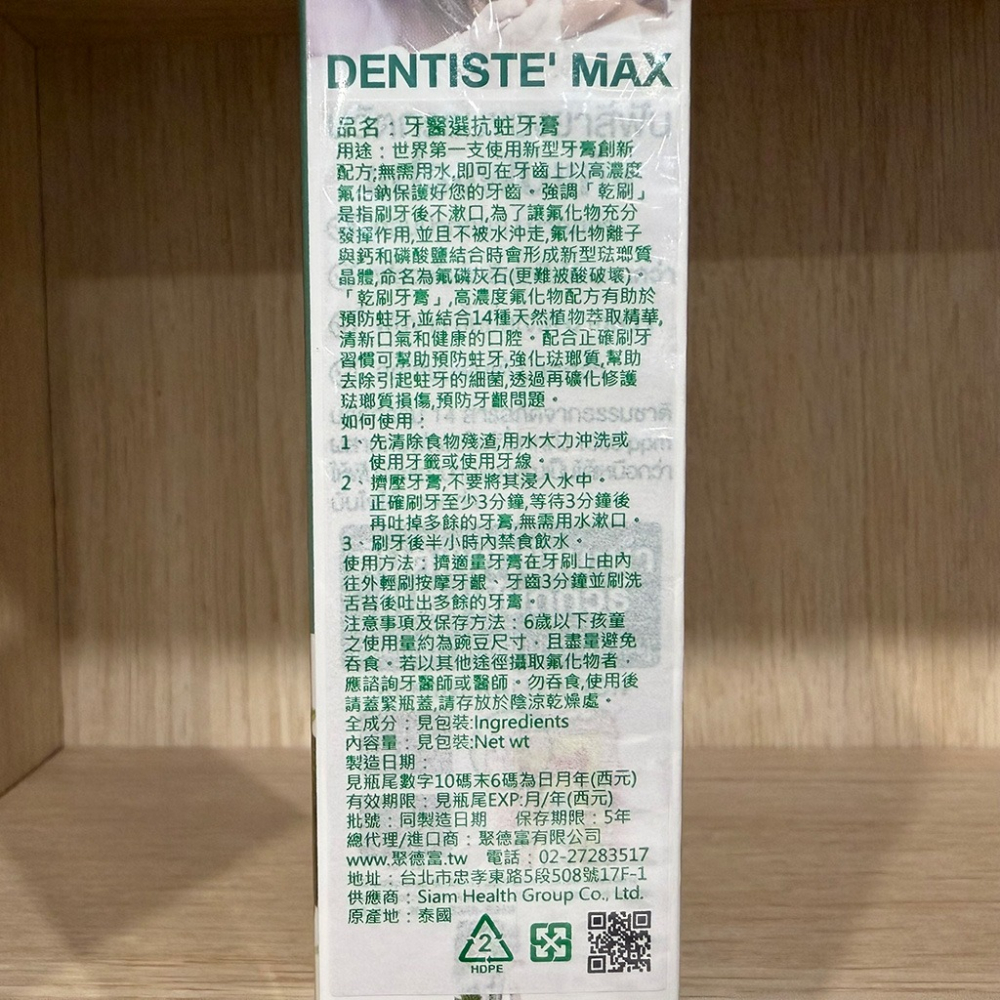 DENTISTE' MAX
品名：牙醫選抗蛀牙膏
用途：世界第一支使用新型牙膏創新
配方;無需用水,即可在牙齒上以高濃度
氟化鈉保護好您的牙齒。強調「乾刷」
是指刷牙後不漱口,為了讓氟化物充分
發揮作用,並且不被水沖走,氟化物離子
與鈣和磷酸鹽結合時會形成新型琺瑯質
晶體,命名為氟磷灰石(更難被酸破壞)。
「乾刷牙膏」,高濃度氟化物配方有助於
預防蛀牙,並結合14種天然植物萃取精華,
清新口氣和健康的口腔。配合正確刷牙
習慣可幫助預防蛀牙,強化琺瑯質,幫助
去除引起蛀牙的細菌,透過再礦化修護
琺瑯質損傷,預防牙齦問題。
如何使用：
1、先清除食物殘渣,用水大力沖洗或
使用牙籤或使用牙線。
2、擠壓牙膏,不要將其浸入水中。
正確刷牙至少3分鐘,等待3分鐘後
再吐掉多餘的牙膏,無需用水漱口。
3、刷牙後半小時內禁食飲水。
使用方法：擠適量牙膏在牙刷上由內
往外輕刷按摩牙齦、牙齒3分鐘並刷洗
舌苔後吐出多餘的牙膏。
注意事項及保存方法：6歲以下孩童
之使用量約為豌豆尺寸，且盡量避免
吞食。若以其他途徑攝取氟化物者，
應諮詢牙醫師或醫師。勿吞食,使用後
請蓋緊瓶蓋,請存放於陰涼乾燥處。
全成分：見包裝:Ingredients
內容量：見包裝:Net wt
製造日期：
見瓶尾數字10碼末6碼為日月年(西元)
有效期限：見瓶尾EXP:月/年(西元)
批號：同製造日期　保存期限：5年
總代理/進口商：聚德富有限公司
www.聚德富.tw　電話：02-27283517
地址：台北市忠孝東路5段508號17F-1
供應商：Siam Health Group Co., Ltd.
原產地：泰國
2
HDPE